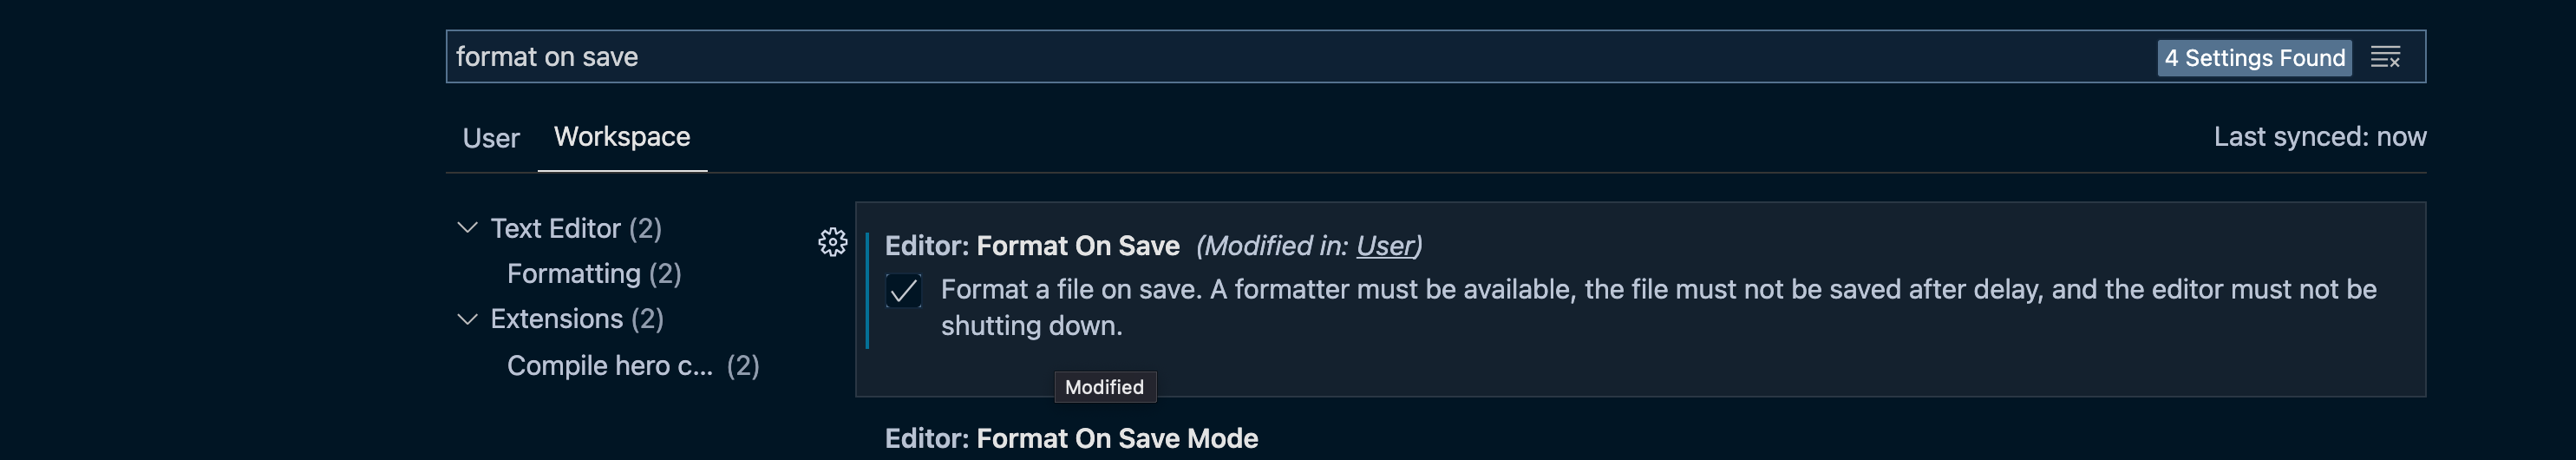 format on save
4 Settings Found
User
Workspace
Last synced: now
Text Editor (2)
Formatting (2)
Extensions (2)
Compile hero c... (2)
Editor: Format On Save (Modified in: User)
Format a file on save. A formatter must be available, the file must not be saved after delay, and the editor must not be
shutting down.
Modified
Editor: Format On Save Mode